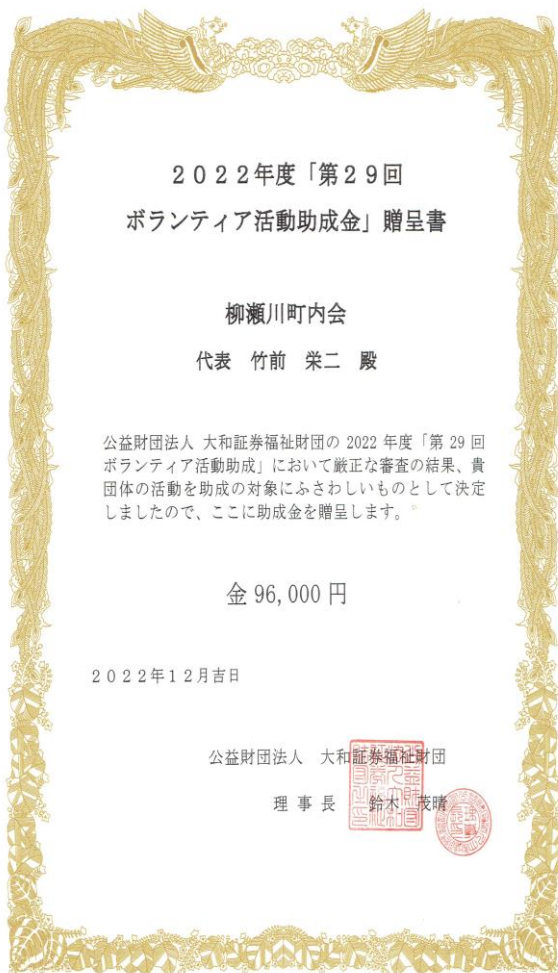 ２０２２年度「第２９回
ボランティア活動助成金」贈呈書
柳瀬川町内会
代表 竹前 栄二 殿
公益財団法人 大和証券福祉財団の 2022 年度「第 29 回
ボランティア活動助成」において厳正な審査の結果、貴
団体の活動を助成の対象にふさわしいものとして決定
しましたので、ここに助成金を贈呈します。
金 96,000 円
２０２２年１２月吉日
公益財団法人 大和証券福祉財団
理 事 長 鈴木 茂晴